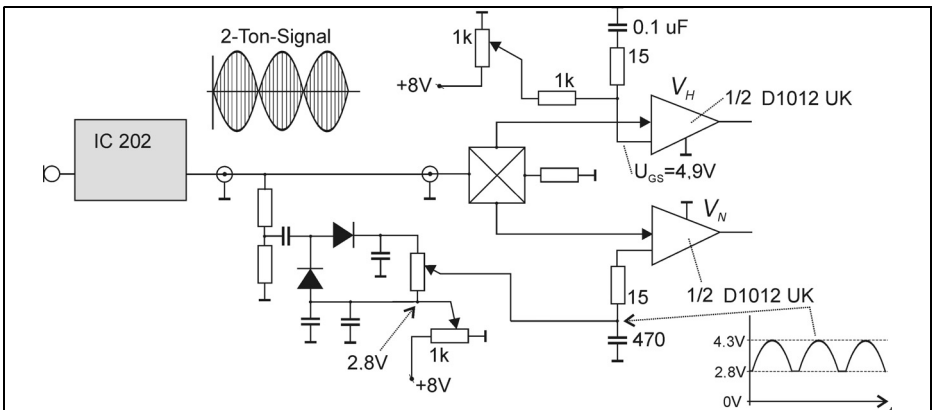 2-Ton-Signal
IC 202
1k
+8V
1k
0.1 uF
15
V_H
1/2 D1012 UK
U_GS=4,9V
V_N
1/2 D1012 UK
15
470
2.8V
1k
+8V
4.3V
2.8V
0V